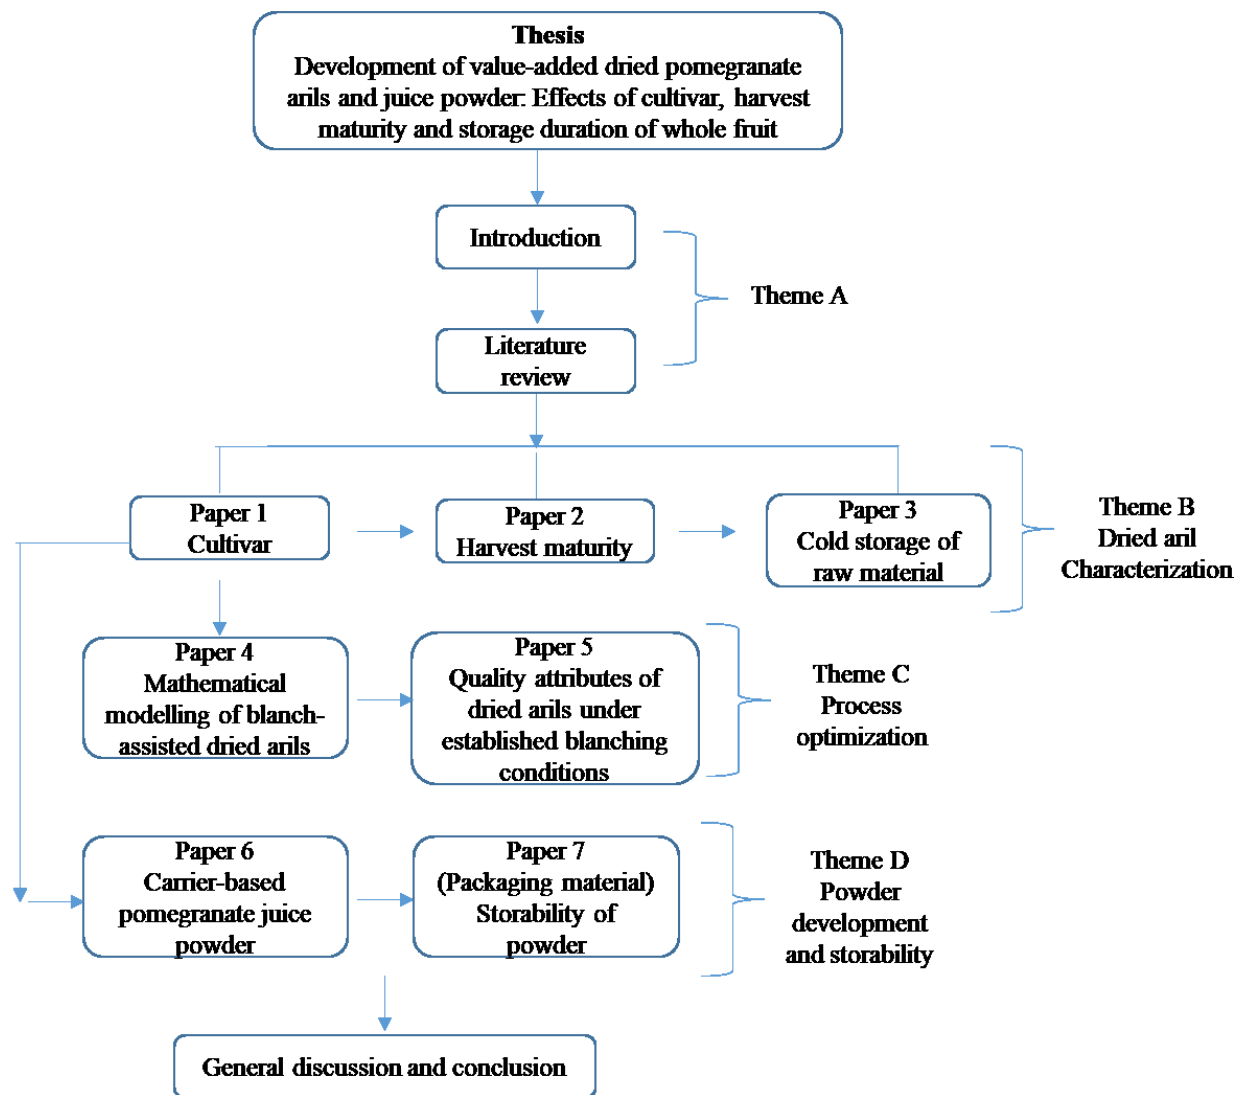 Thesis
Development of value-added dried pomegranate
arils and juice powder: Effects of cultivar, harvest
maturity and storage duration of whole fruit
Introduction
Theme A
Literature
review
Paper 1
Cultivar
Paper 2
Harvest maturity
Paper 3
Cold storage of
raw material
Theme B
Dried aril
Characterization
Paper 4
Mathematical
modelling of blanch-
assisted dried arils
Paper 5
Quality attributes of
dried arils under
established blanching
conditions
Theme C
Process
optimization
Paper 6
Carrier-based
pomegranate juice
powder
Paper 7
(Packaging material)
Storability of
powder
Theme D
Powder
development
and storability
General discussion and conclusion